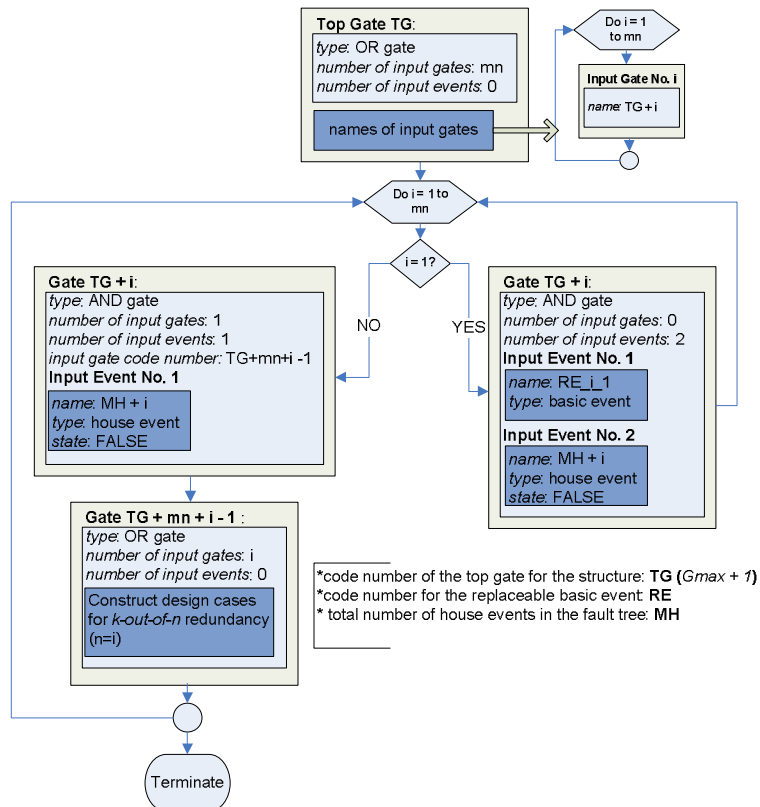 Top Gate TG:
type: OR gate
number of input gates: mn
number of input events: 0
names of input gates
Do i = 1
to mn
Input Gate No. i
name: TG + i
Do i = 1 to
mn
i = 1?
NO
YES
Gate TG + i:
type: AND gate
number of input gates: 1
number of input events: 1
input gate code number: TG+mn+i -1
Input Event No. 1
name: MH + i
type: house event
state: FALSE
Gate TG + i:
type: AND gate
number of input gates: 0
number of input events: 2
Input Event No. 1
name: RE_i_1
type: basic event
Input Event No. 2
name: MH + i
type: house event
state: FALSE
Gate TG + mn + i - 1 :
type: OR gate
number of input gates: i
number of input events: 0
Construct design cases
for k-out-of-n redundancy
(n=i)
*code number of the top gate for the structure: TG (Gmax + 1)
*code number for the replaceable basic event: RE
* total number of house events in the fault tree: MH
Terminate